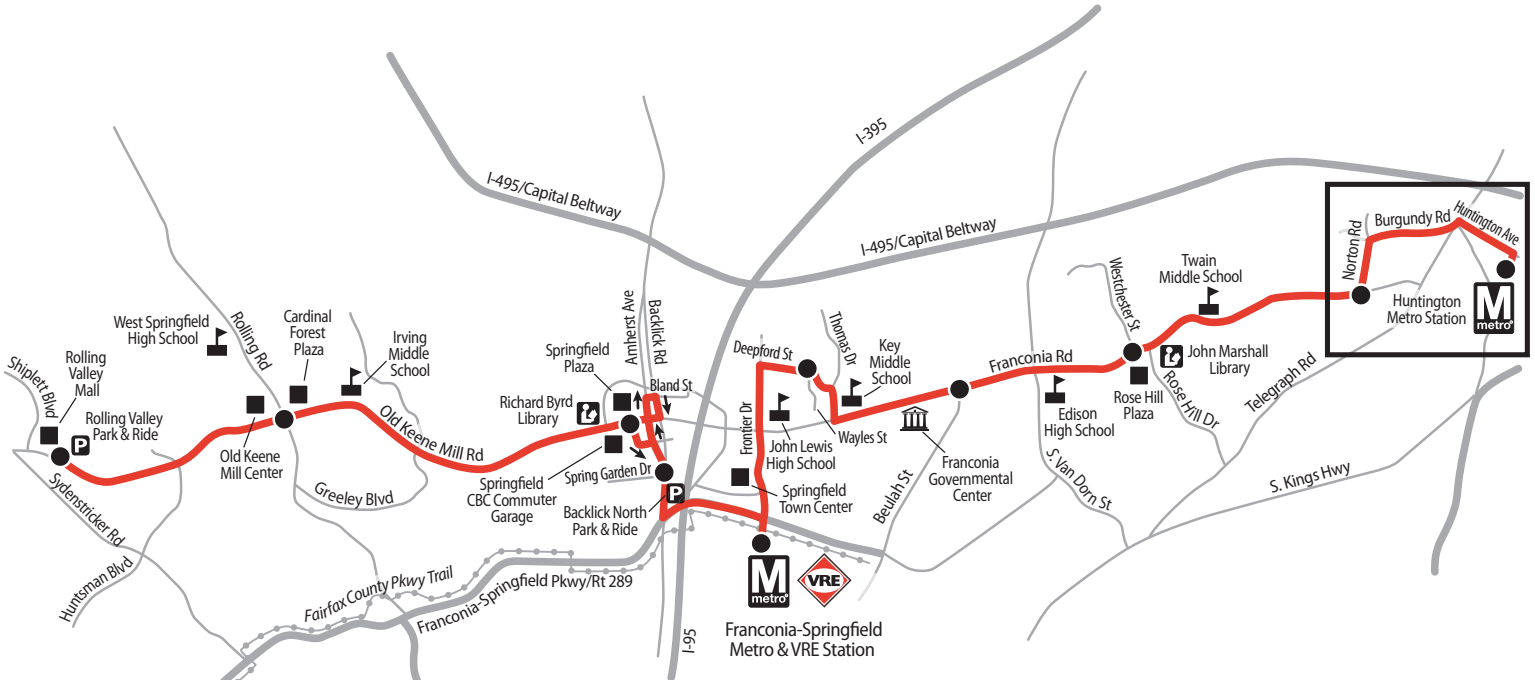 I-395
I-495/Capital Beltway
I-495/Capital Beltway
Shiplett Blvd
Rolling
Valley
Mall
P
Rolling Valley
Park & Ride
Sydenstricker Rd
Huntsman Blvd
West Springfield
High School
Rolling Rd
Cardinal
Forest
Plaza
Irving
Middle
School
Old Keene
Mill Center
Old Keene Mill Rd
Greeley Blvd
Fairfax County Pkwy Trail
Franconia-Springfield Pkwy/Rt 289
Springfield
Plaza
Richard Byrd
Library
Amherst Ave
Backlick Rd
Bland St
Spring Garden Dr
Springfield
CBC Commuter
Garage
P
Backlick North
Park & Ride
I-95
Deepford St
Thomas Dr
Key
Middle
School
Frontier Dr
John Lewis
High School
Wayles St
Springfield
Town Center
M
metro
VRE
Franconia-Springfield
Metro & VRE Station
Franconia
Governmental
Center
Beulah St
Franconia Rd
Edison
High School
S. Van Dorn St
Westchester St
Twain
Middle School
John Marshall
Library
Rose Hill
Plaza
Rose Hill Dr
Telegraph Rd
S. Kings Hwy
Norton Rd
Burgundy Rd
Huntington Ave
Huntington
Metro Station
M
metro